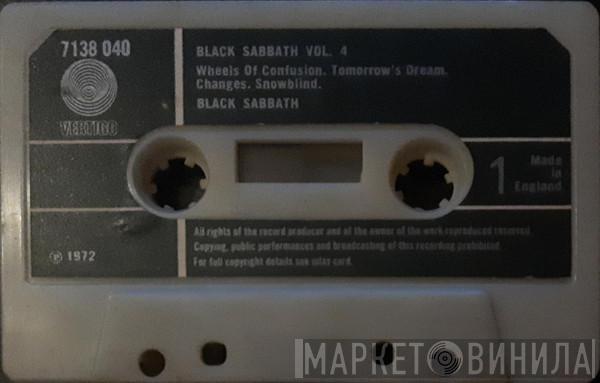 7138 040
VERTIGO
BLACK SABBATH VOL. 4
Wheels Of Confusion. Tomorrow's Dream.
Changes. Snowblind.
BLACK SABBATH
1
Made
in
England
All rights of the record producer and of the owner of the work reproduced reserved.
Copying, public performances and broadcasting of this recording prohibited.
For full copyright details see inlay card.
℗ 1972
МАРКЕТ ВИНИЛА